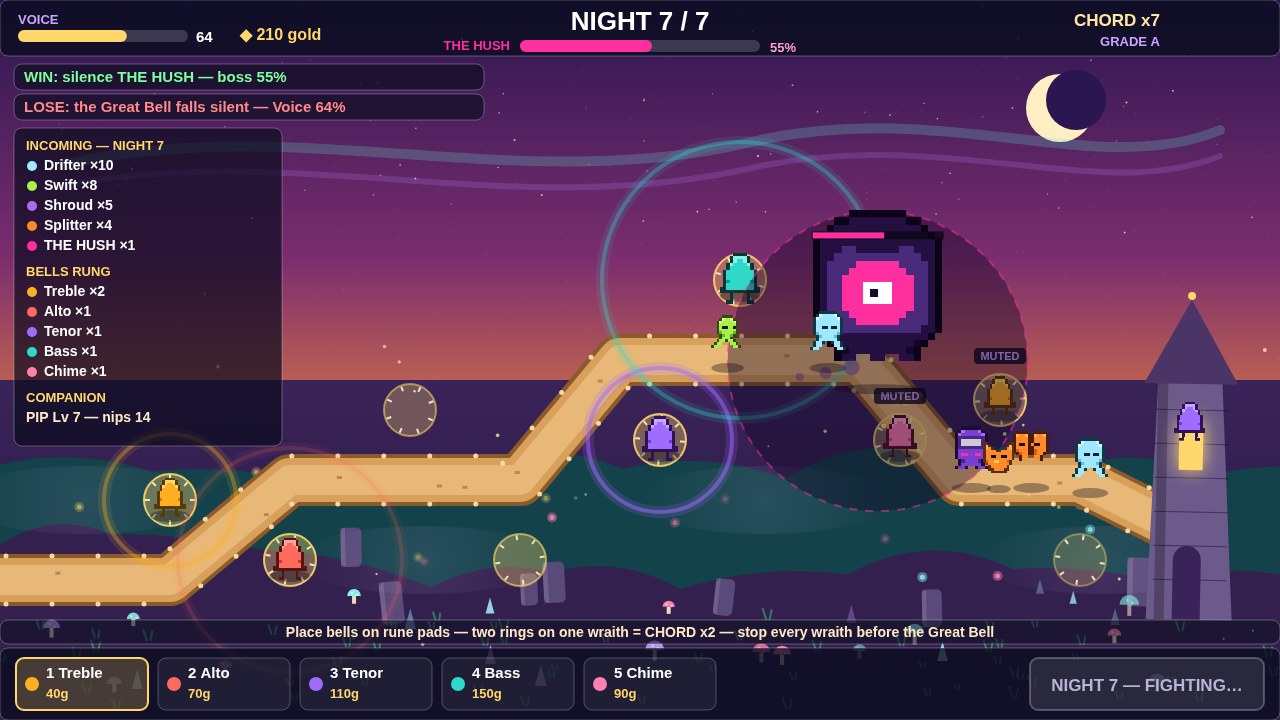 VOICE
64
◆ 210 gold
NIGHT 7 / 7
THE HUSH
55%
CHORD x7
GRADE A
WIN: silence THE HUSH — boss 55%
LOSE: the Great Bell falls silent — Voice 64%
INCOMING — NIGHT 7
Drifter ×10
Swift ×8
Shroud ×5
Splitter ×4
THE HUSH ×1
BELLS RUNG
Treble ×2
Alto ×1
Tenor ×1
Bass ×1
Chime ×1
COMPANION
PIP Lv 7 — nips 14
MUTED
MUTED
Place bells on rune pads — two rings on one wraith = CHORD x2 — stop every wraith before the Great Bell
1 Treble
40g
2 Alto
70g
3 Tenor
110g
4 Bass
150g
5 Chime
90g
NIGHT 7 — FIGHTING…